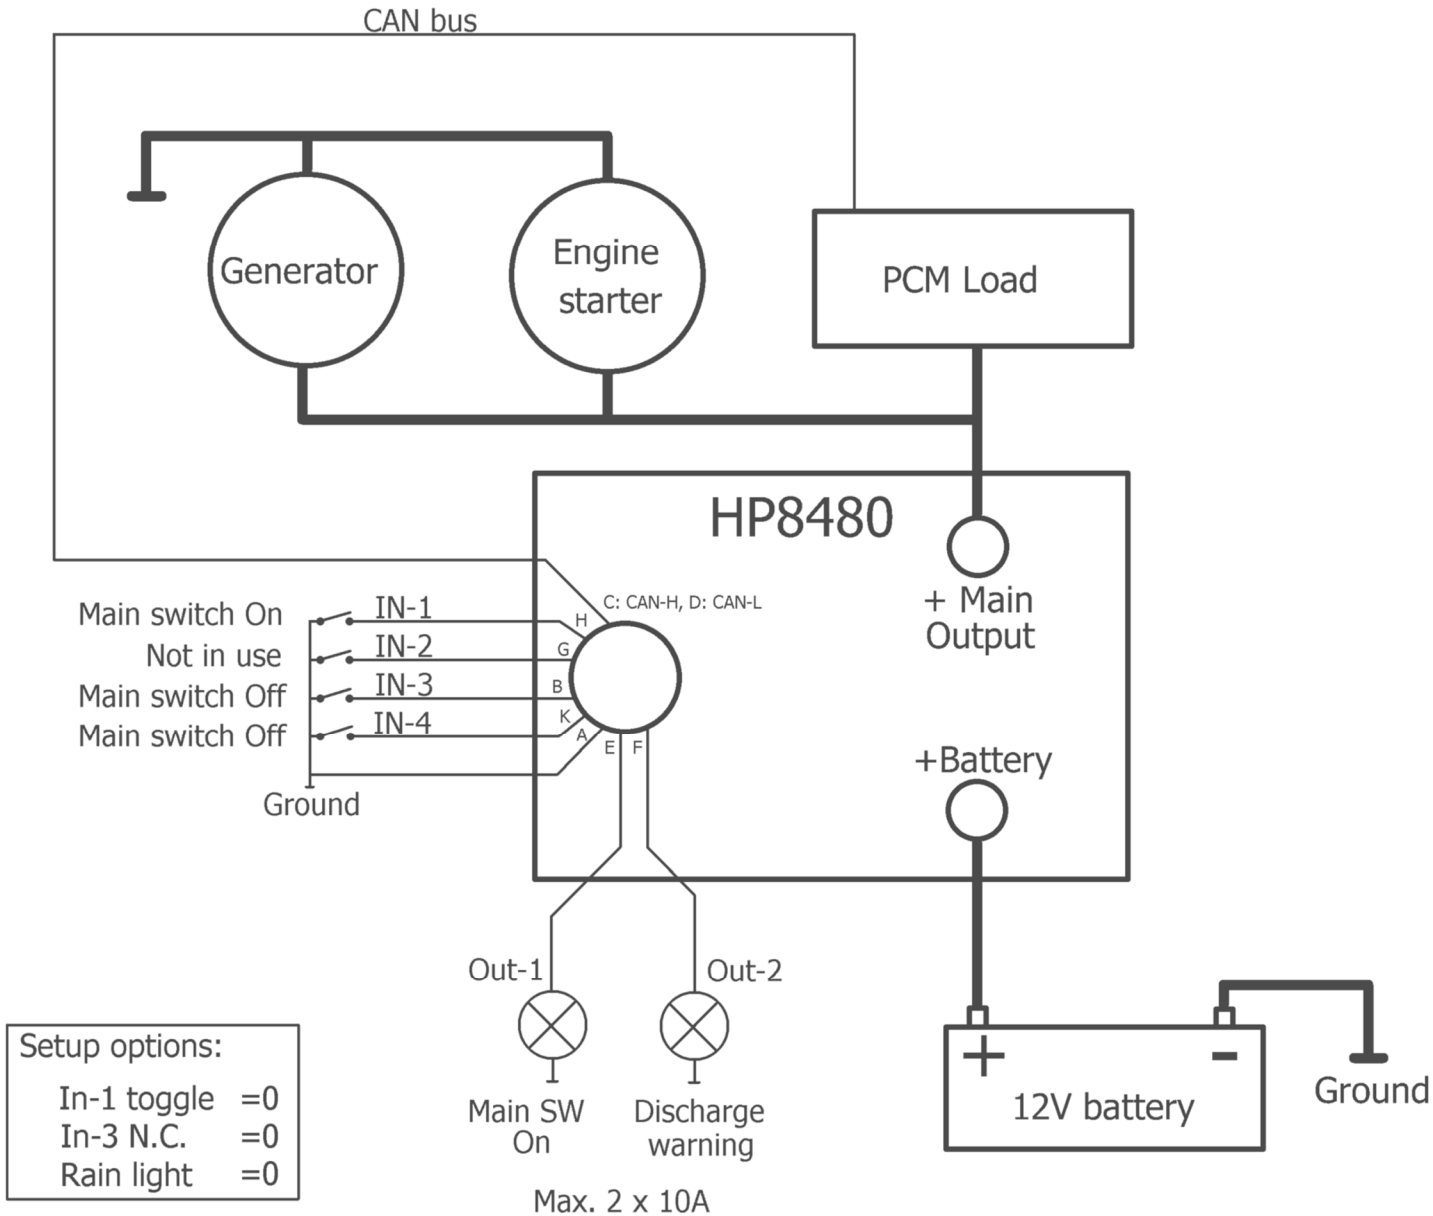 CAN bus
Generator
Engine
starter
PCM Load
HP8480
+ Main
Output
C: CAN-H, D: CAN-L
Main switch On
IN-1
H
Not in use
IN-2
G
Main switch Off
IN-3
B
Main switch Off
IN-4
K
A
E
F
Ground
+Battery
Out-1
Out-2
Main SW
On
Discharge
warning
Max. 2 x 10A
+
-
12V battery
Ground
Setup options:
In-1 toggle =0
In-3 N.C. =0
Rain light =0